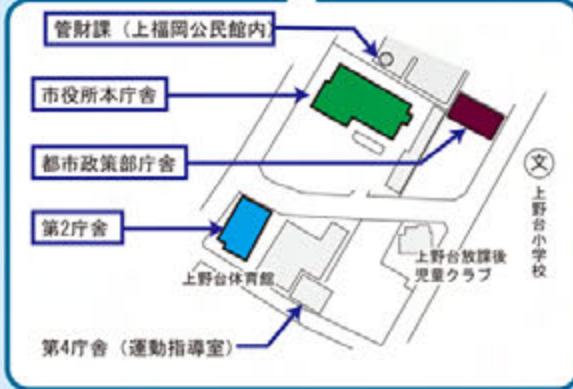 管財課（上福岡公民館内）
市役所本庁舎
都市政策部庁舎
第2庁舎
上野台体育館
第4庁舎（運動指導室）
上野台放課後
児童クラブ
文
上野台小学校